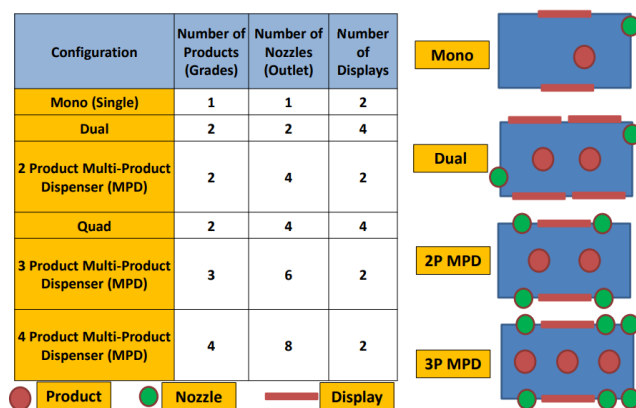 Configuration
Number of
Products
(Grades)
Number of
Nozzles
(Outlet)
Number
of
Displays
Mono (Single) 1 1 2
Dual 2 2 4
2 Product Multi-Product
Dispenser (MPD)
2 4 2
Quad 2 4 4
3 Product Multi-Product
Dispenser (MPD)
3 6 2
4 Product Multi-Product
Dispenser (MPD)
4 8 2
Product Nozzle Display
Mono
Dual
2P MPD
3P MPD